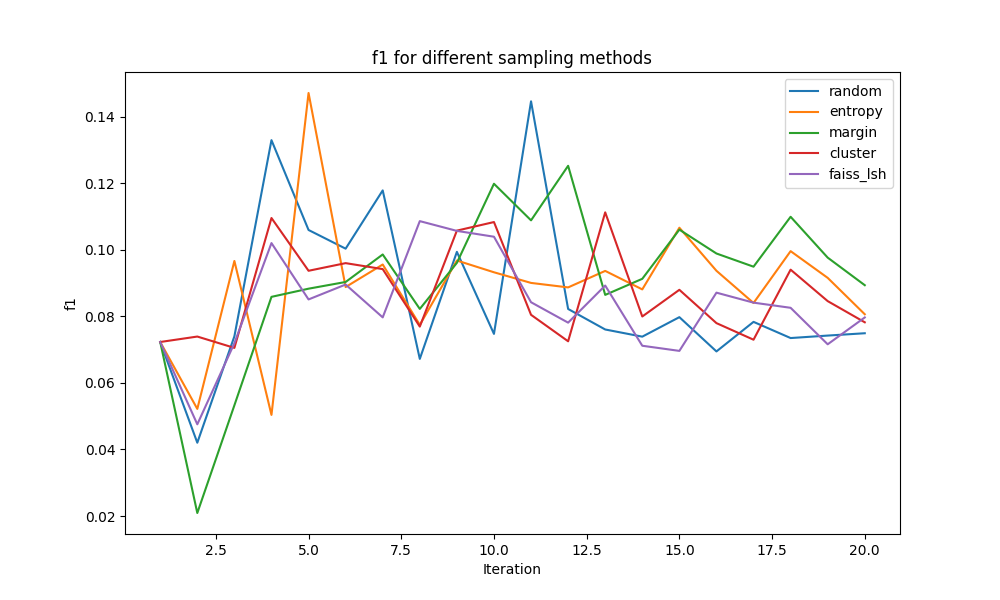 f1 for different sampling methods
random
entropy
margin
cluster
faiss_lsh
0.14
0.12
0.10
0.08
0.06
0.04
0.02
f1
2.5 5.0 7.5 10.0 12.5 15.0 17.5 20.0
Iteration